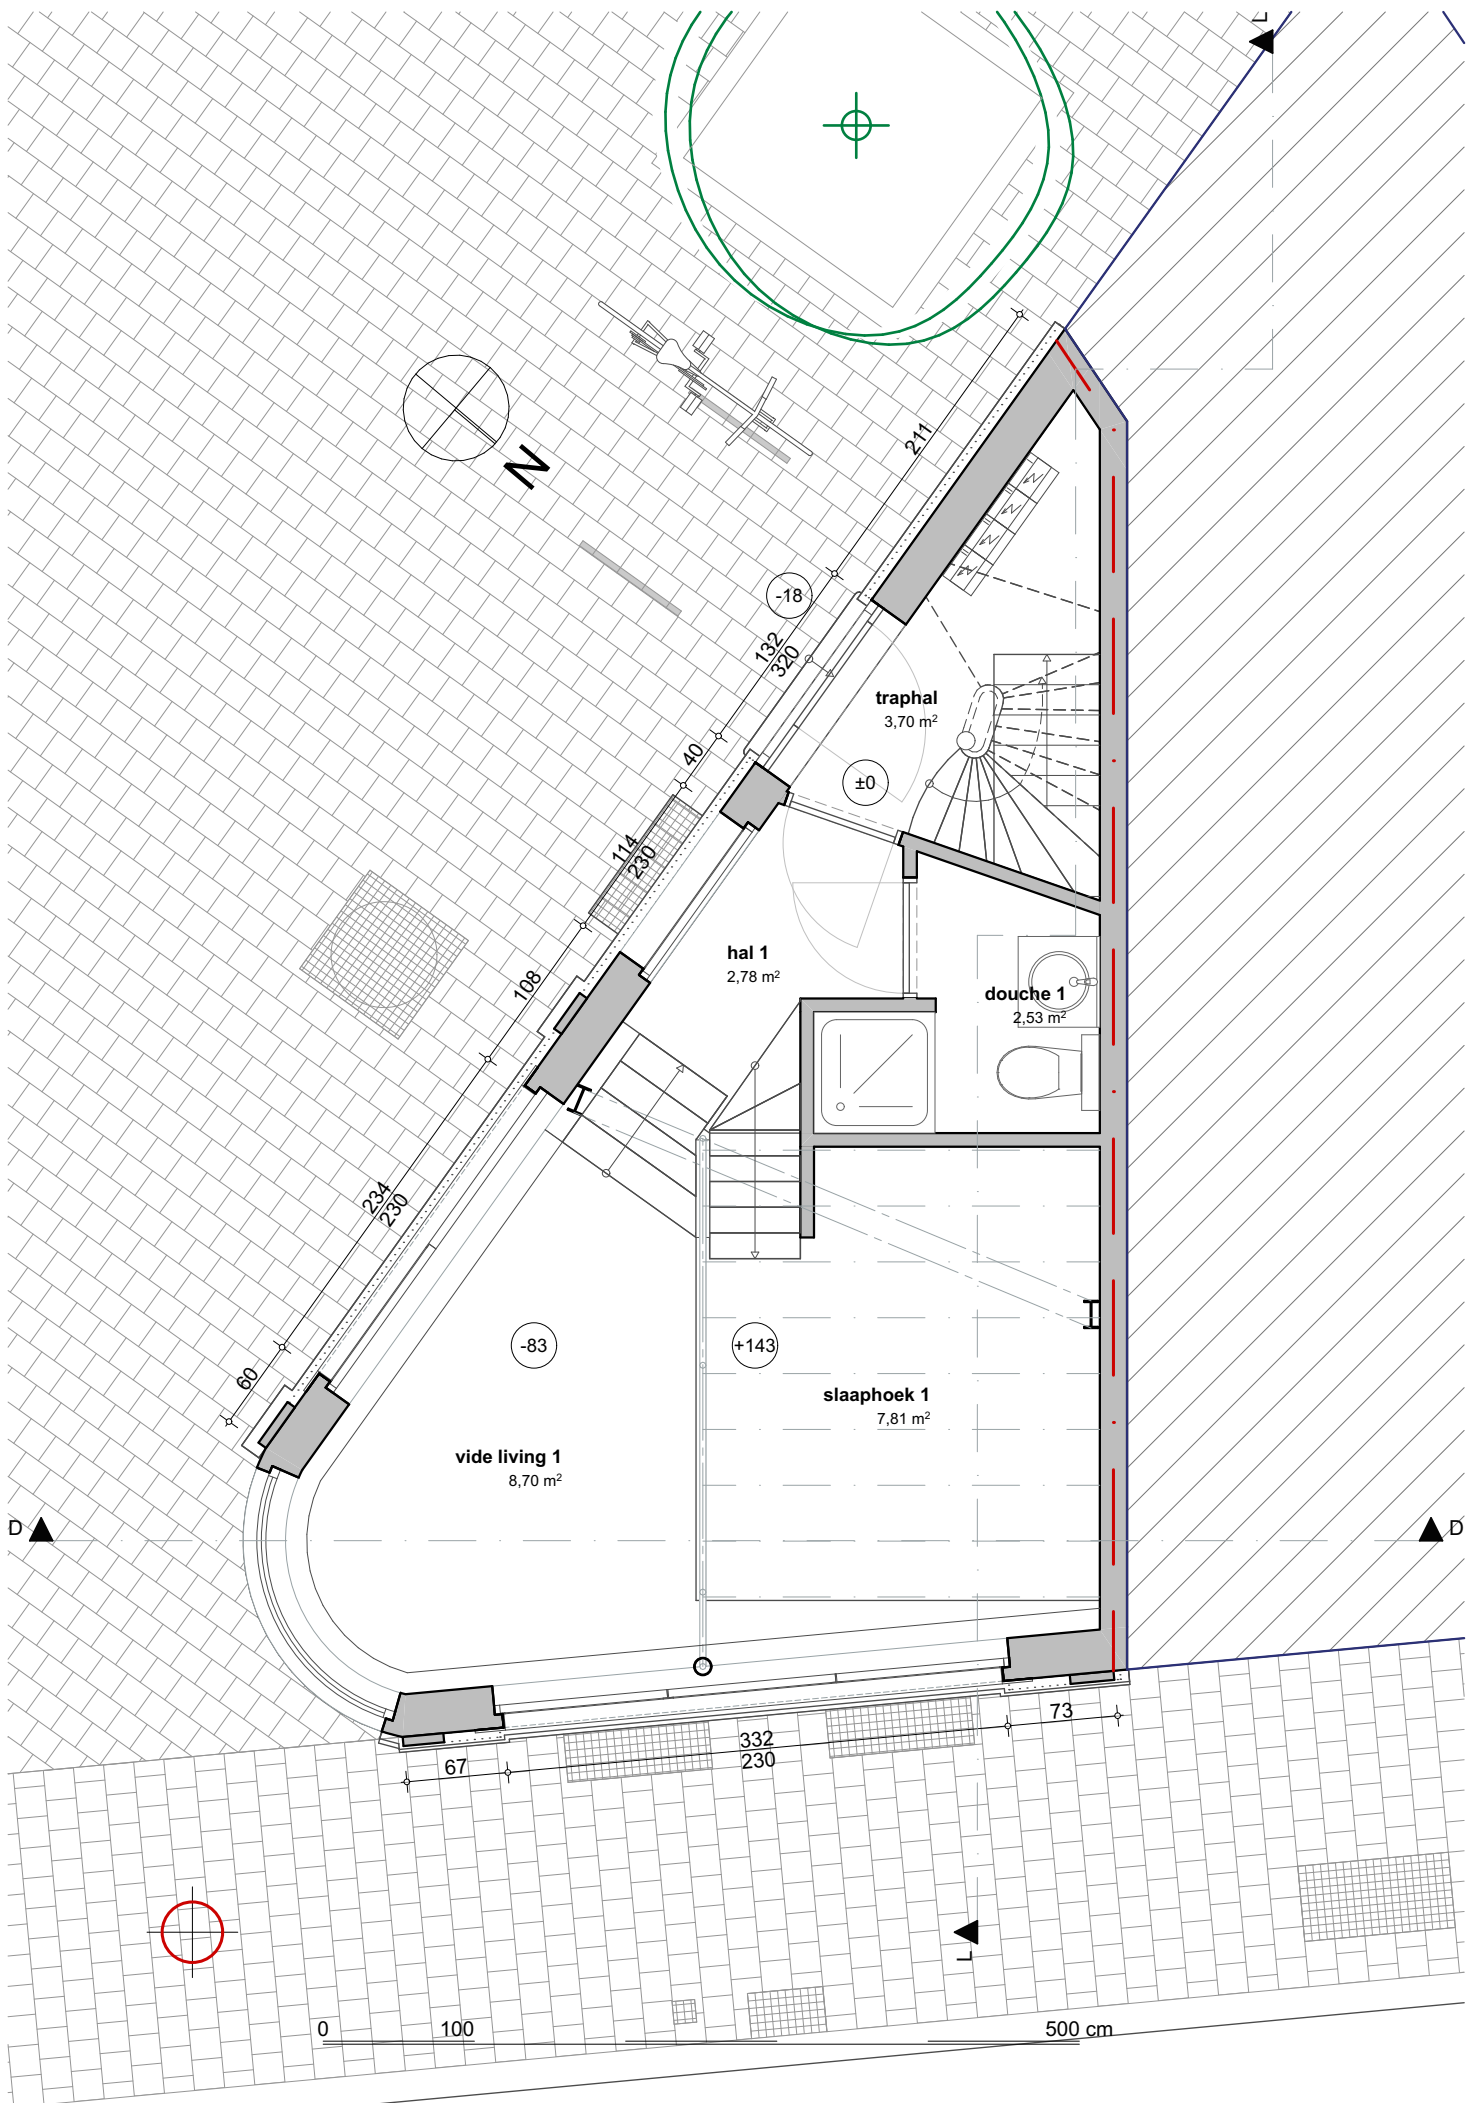 L
N
211
-18
132
320
traphal
3,70 m²
40
±0
114
230
hal 1
2,78 m²
108
douche 1
2,53 m²
234
230
-83
+143
60
slaaphoek 1
7,81 m²
vide living 1
8,70 m²
D
D
73
332
230
67
L
0
100
500 cm